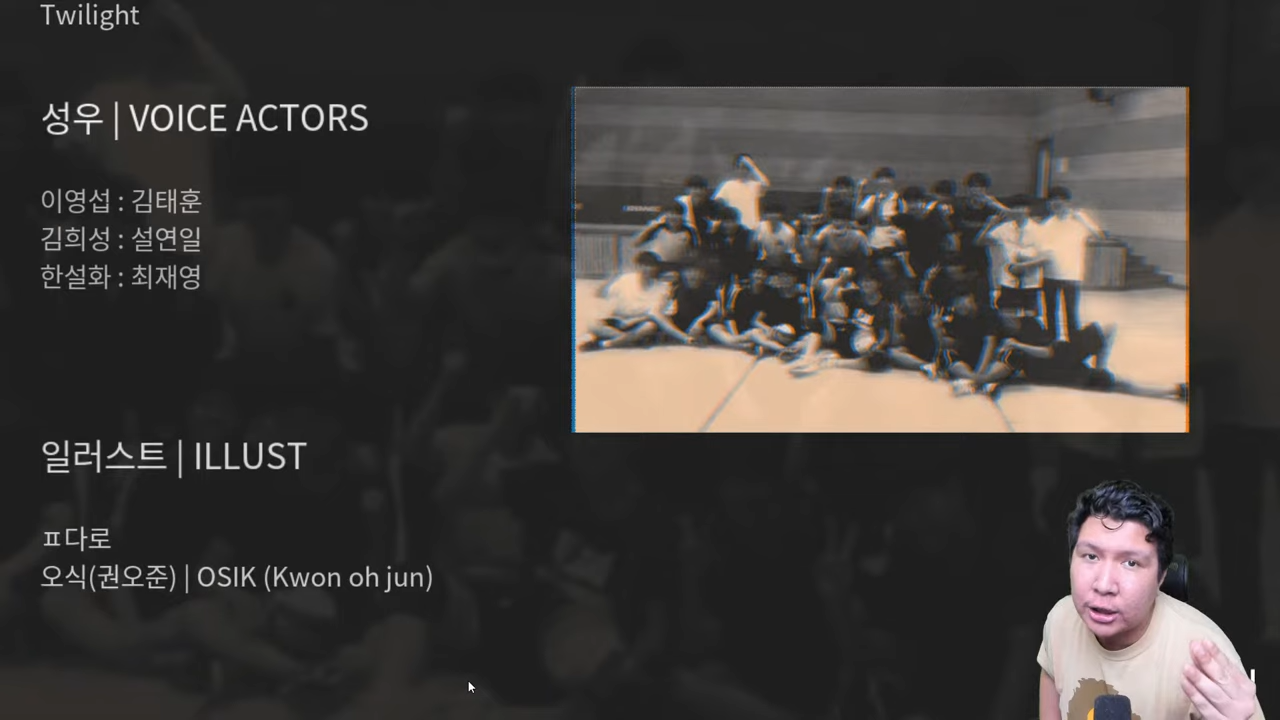 Twilight
성우 | VOICE ACTORS
이영섭 : 김태훈
김희성 : 설연일
한설화 : 최재영
일러스트 | ILLUST
ㅍ다로
오식(권오준) | OSIK (Kwon oh jun)